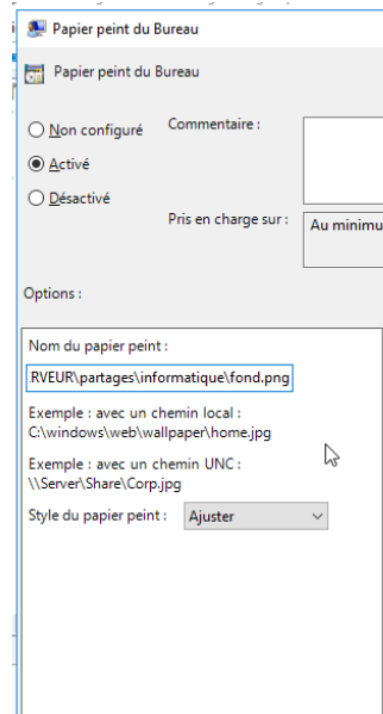 Papier peint du Bureau
Papier peint du Bureau
Non configuré
Commentaire :
Activé
Désactivé
Pris en charge sur :
Au minimu
Options :
Nom du papier peint :
RVEUR\partages\informatique\fond.png
Exemple : avec un chemin local :
C:\windows\web\wallpaper\home.jpg
Exemple : avec un chemin UNC :
\\Server\Share\Corp.jpg
Style du papier peint :
Ajuster